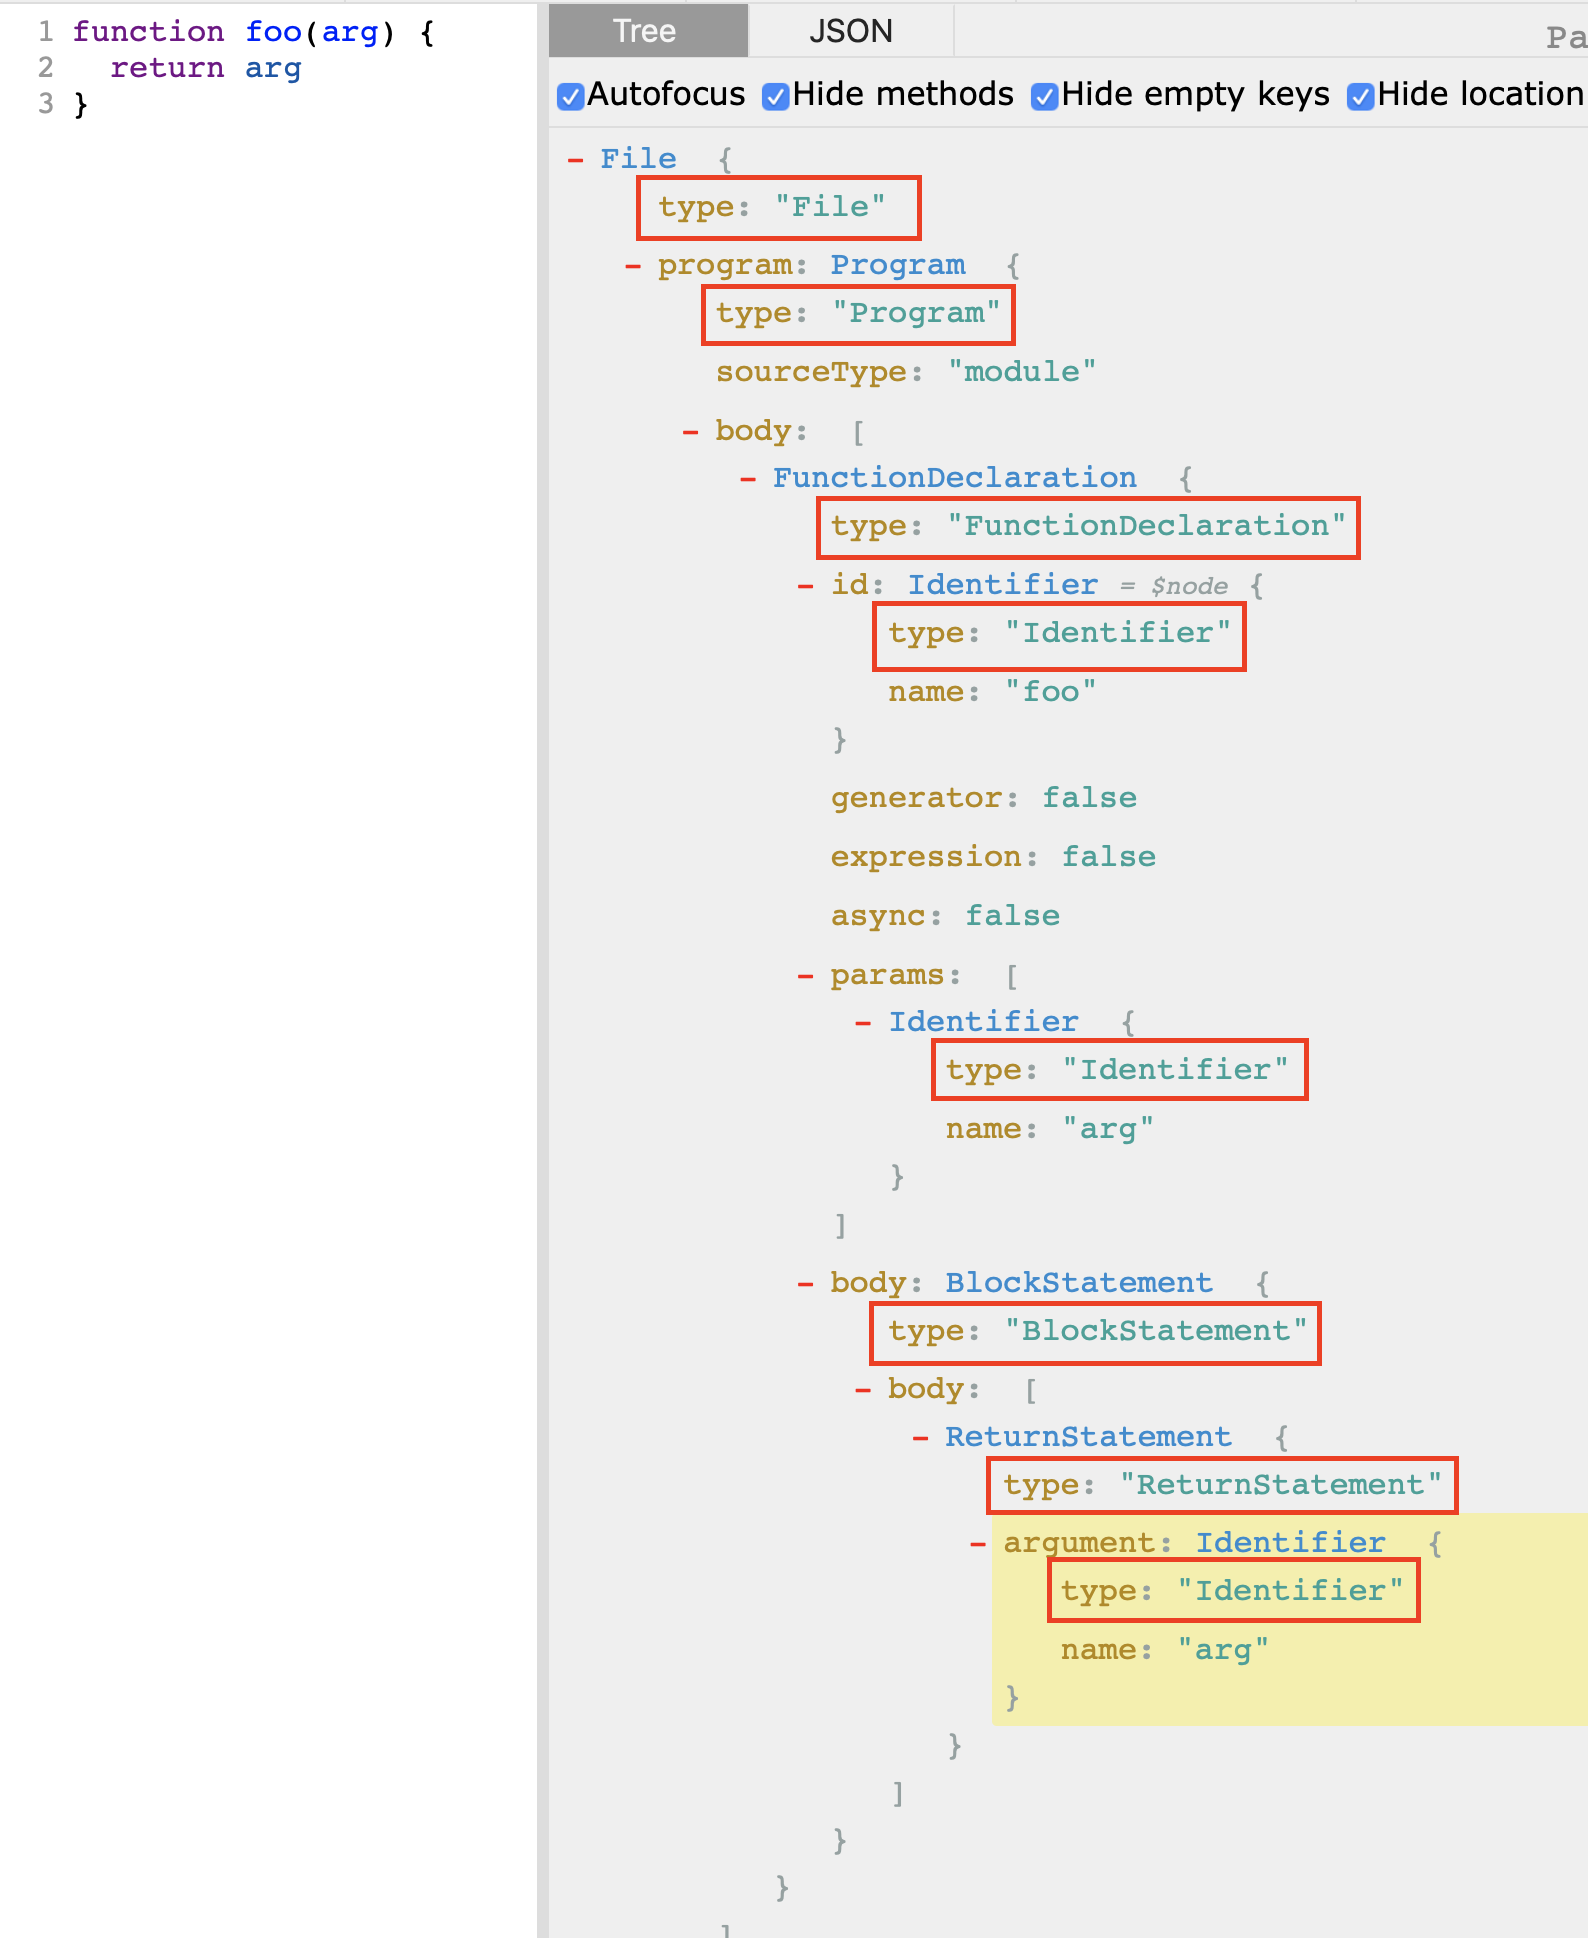 1 function foo(arg) {
2   return arg
3 }
Tree JSON
Autofocus Hide methods Hide empty keys Hide location
– File {
type: "File"
– program: Program {
type: "Program"
sourceType: "module"
– body: [
– FunctionDeclaration {
type: "FunctionDeclaration"
– id: Identifier = $node {
type: "Identifier"
name: "foo"
}
generator: false
expression: false
async: false
– params: [
– Identifier {
type: "Identifier"
name: "arg"
}
]
– body: BlockStatement {
type: "BlockStatement"
– body: [
– ReturnStatement {
type: "ReturnStatement"
– argument: Identifier {
type: "Identifier"
name: "arg"
}
}
]
}
}
]